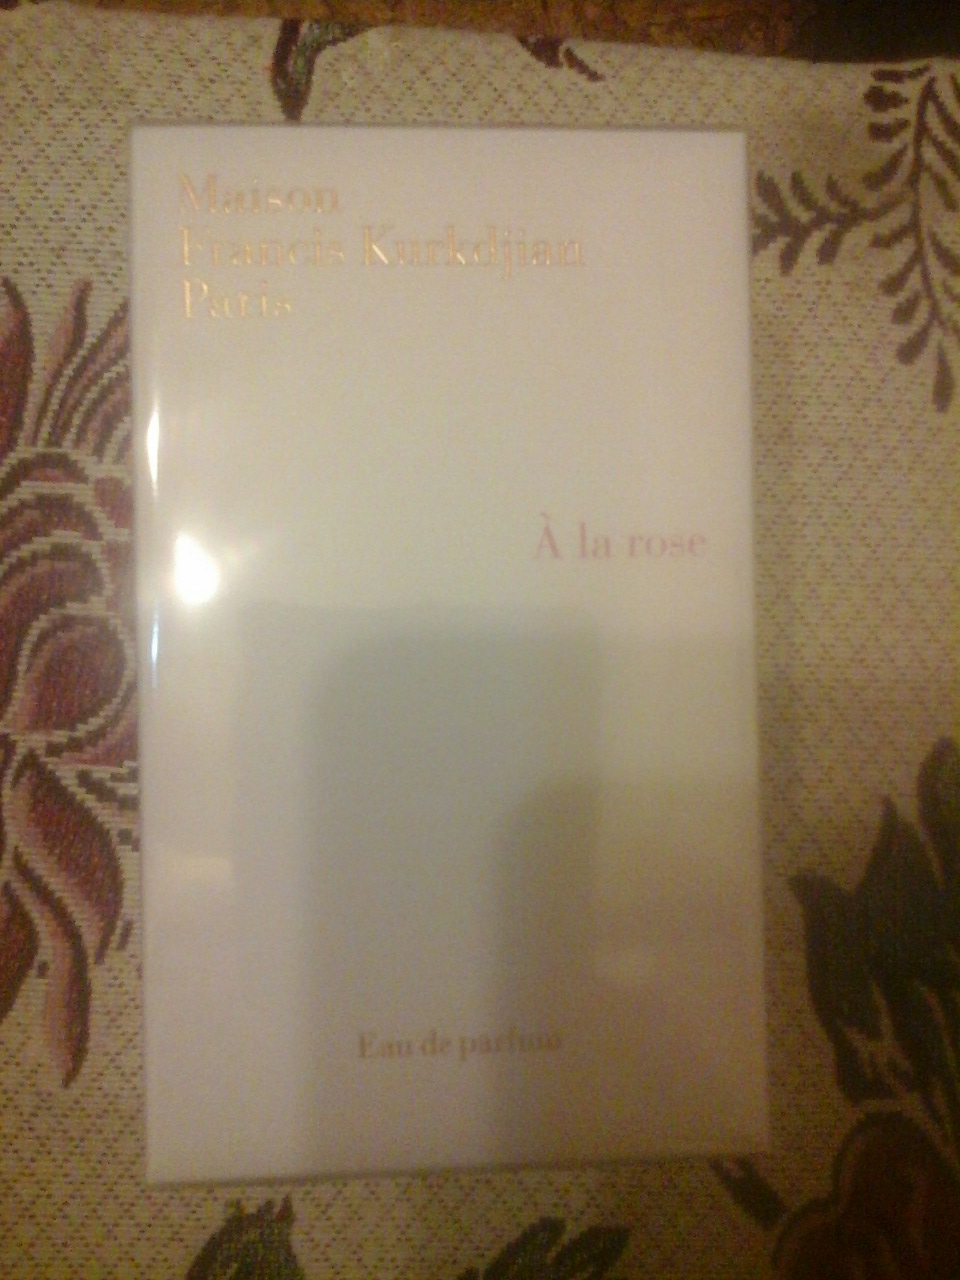 Maison
Francis Kurkdjian
Paris
À la rose
Eau de parfum